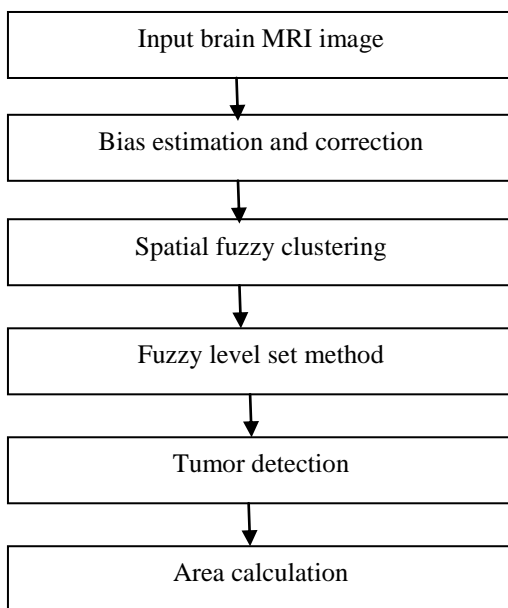 Input brain MRI image
Bias estimation and correction
Spatial fuzzy clustering
Fuzzy level set method
Tumor detection
Area calculation